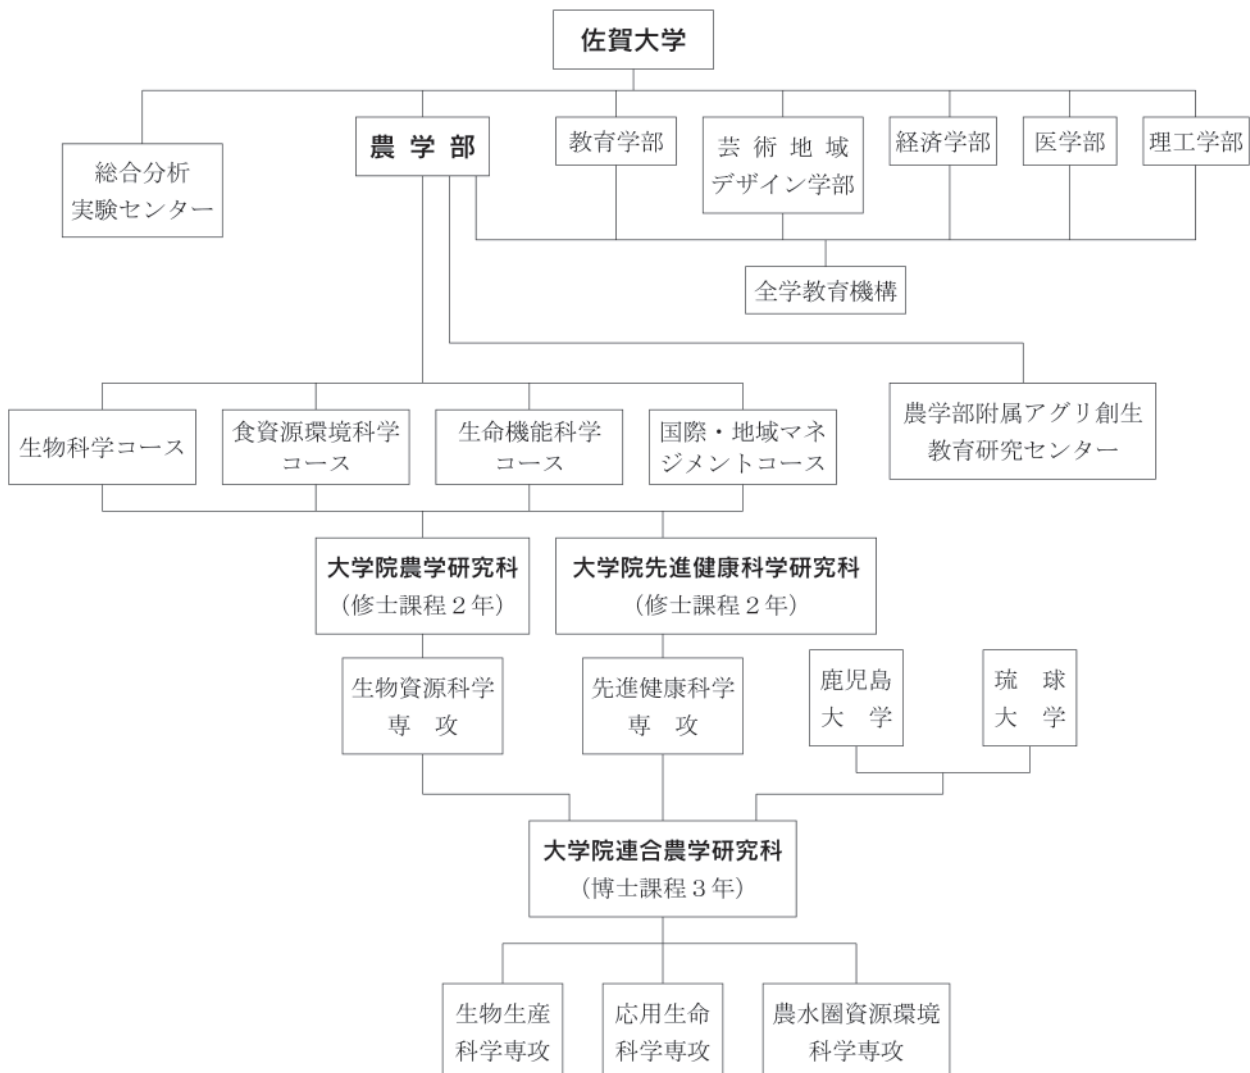 佐賀大学
総合分析
実験センター
農 学 部
教育学部
芸 術 地 域
デザイン学部
経済学部
医学部
理工学部
全学教育機構
生物科学コース
食資源環境科学
コース
生命機能科学
コース
国際・地域マネ
ジメントコース
農学部附属アグリ創生
教育研究センター
大学院農学研究科
（修士課程２年）
大学院先進健康科学研究科
（修士課程２年）
生物資源科学
専　攻
先進健康科学
専　攻
鹿児島
大　学
琉　球
大　学
大学院連合農学研究科
（博士課程３年）
生物生産
科学専攻
応用生命
科学専攻
農水圏資源環境
科学専攻